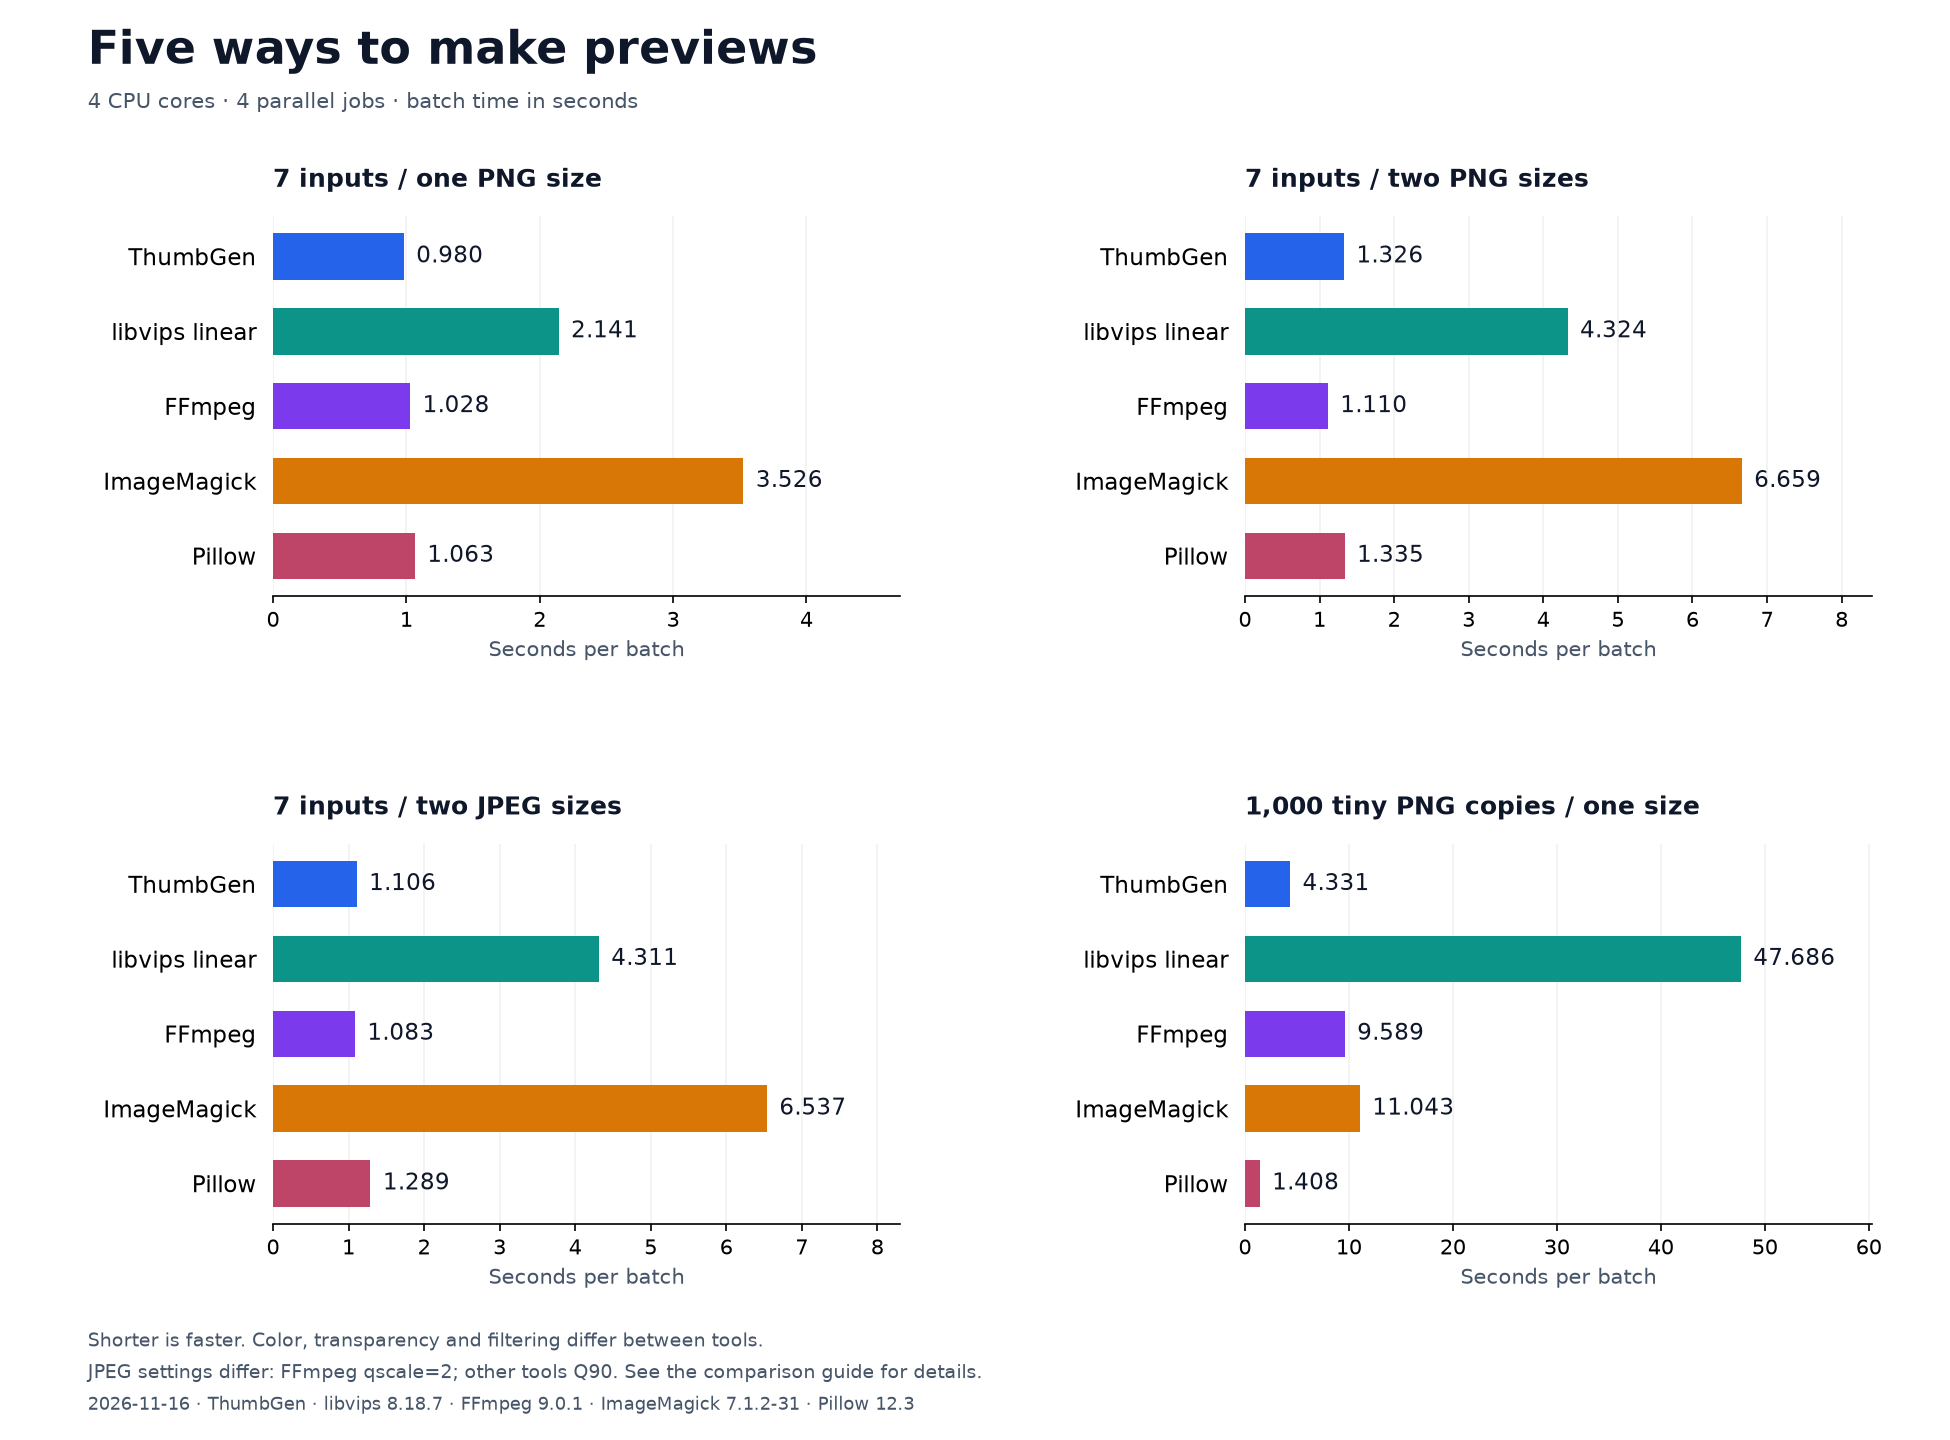 Five ways to make previews
4 CPU cores · 4 parallel jobs · batch time in seconds
7 inputs / one PNG size
ThumbGen 0.980
libvips linear 2.141
FFmpeg 1.028
ImageMagick 3.526
Pillow 1.063
0 1 2 3 4
Seconds per batch
7 inputs / two PNG sizes
ThumbGen 1.326
libvips linear 4.324
FFmpeg 1.110
ImageMagick 6.659
Pillow 1.335
0 1 2 3 4 5 6 7 8
Seconds per batch
7 inputs / two JPEG sizes
ThumbGen 1.106
libvips linear 4.311
FFmpeg 1.083
ImageMagick 6.537
Pillow 1.289
0 1 2 3 4 5 6 7 8
Seconds per batch
1,000 tiny PNG copies / one size
ThumbGen 4.331
libvips linear 47.686
FFmpeg 9.589
ImageMagick 11.043
Pillow 1.408
0 10 20 30 40 50 60
Seconds per batch
Shorter is faster. Color, transparency and filtering differ between tools.
JPEG settings differ: FFmpeg qscale=2; other tools Q90. See the comparison guide for details.
2026-11-16 · ThumbGen · libvips 8.18.7 · FFmpeg 9.0.1 · ImageMagick 7.1.2-31 · Pillow 12.3